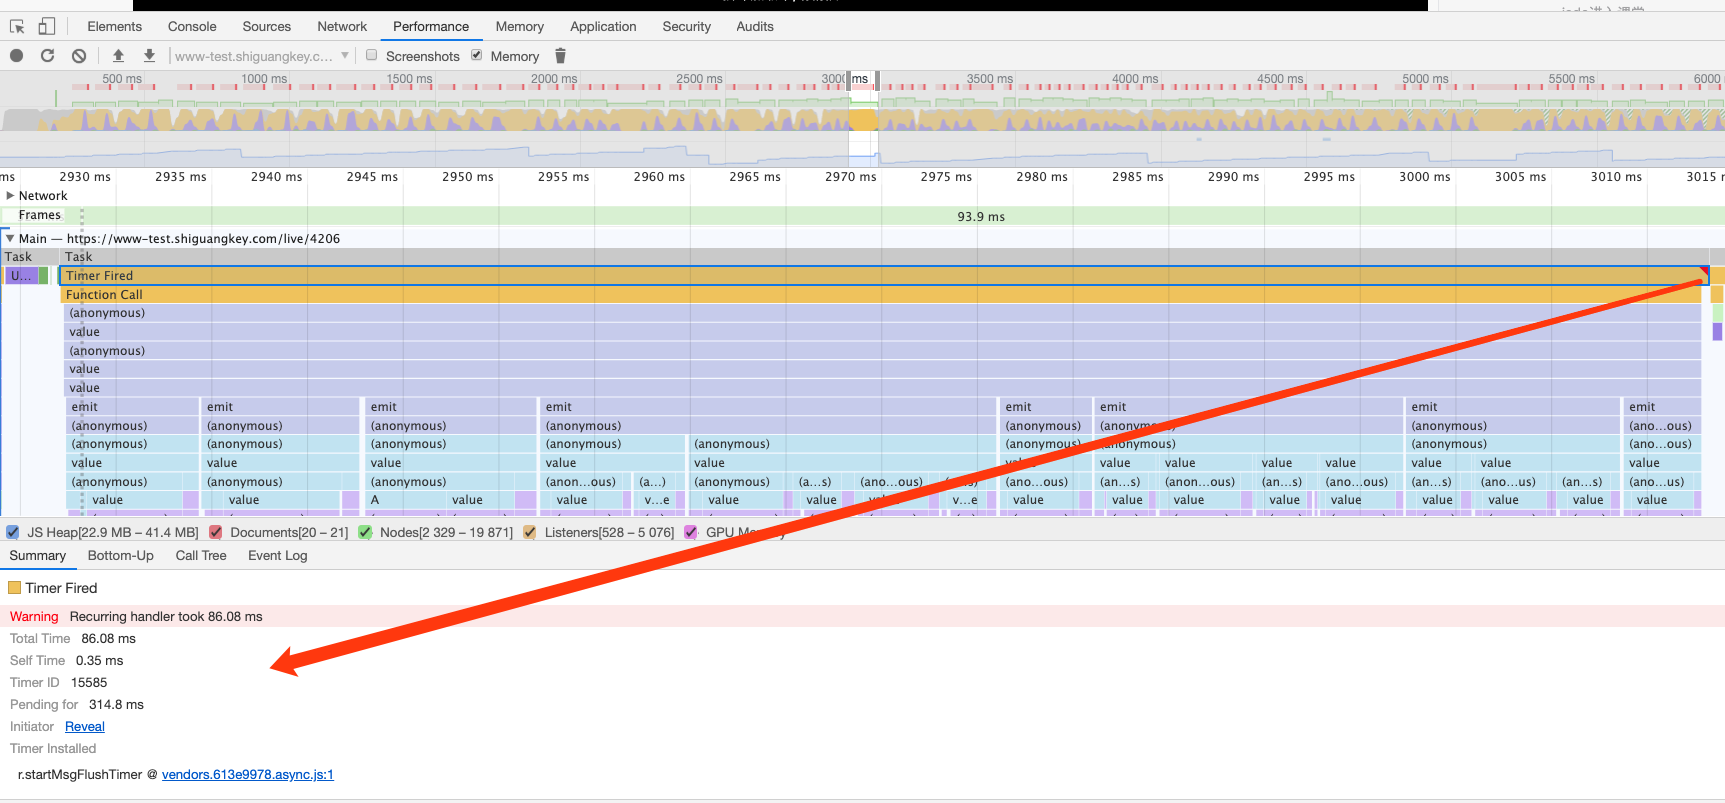 Elements Console Sources Network Performance Memory Application Security Audits
www-test.shiguangkey.c... Screenshots Memory
500 ms 1000 ms 1500 ms 2000 ms 2500 ms 3000 ms 3500 ms 4000 ms 4500 ms 5000 ms 5500 ms 6000
ms 2930 ms 2935 ms 2940 ms 2945 ms 2950 ms 2955 ms 2960 ms 2965 ms 2970 ms 2975 ms 2980 ms 2985 ms 2990 ms 2995 ms 3000 ms 3005 ms 3010 ms 3015 r
Network
Frames 93.9 ms
Main — https://www-test.shiguangkey.com/live/4206
Task Task
U... Timer Fired
Function Call
(anonymous)
value
(anonymous)
value
value
emit emit emit emit emit emit emit emit
(anonymous) (anonymous) (anonymous) (anonymous) (anonymous) (anonymous) (anonymous) (ano...ous)
(anonymous) (anonymous) (anonymous) (anonymous) (anonymous) (anonymous) (anonymous) (anonymous) (ano...ous)
value value value value value value value value value value value value value
(anonymous) (anonymous) (anonymous) (anon...ous) (a...) (anonymous) (a...s) (ano...ous) (ano...ous) (an...s) (anon...ous) (an...s) (ano...ous) (an...s) (ano...ous) (an...s) (ano...us)
value value A value value v...e value value v...e value value value value value value value value value
JS Heap[22.9 MB – 41.4 MB] Documents[20 – 21] Nodes[2 329 – 19 871] Listeners[528 – 5 076] GPU
Summary Bottom-Up Call Tree Event Log
Timer Fired
Warning Recurring handler took 86.08 ms
Total Time 86.08 ms
Self Time 0.35 ms
Timer ID 15585
Pending for 314.8 ms
Initiator Reveal
Timer Installed
r.startMsgFlushTimer @ vendors.613e9978.async.js:1